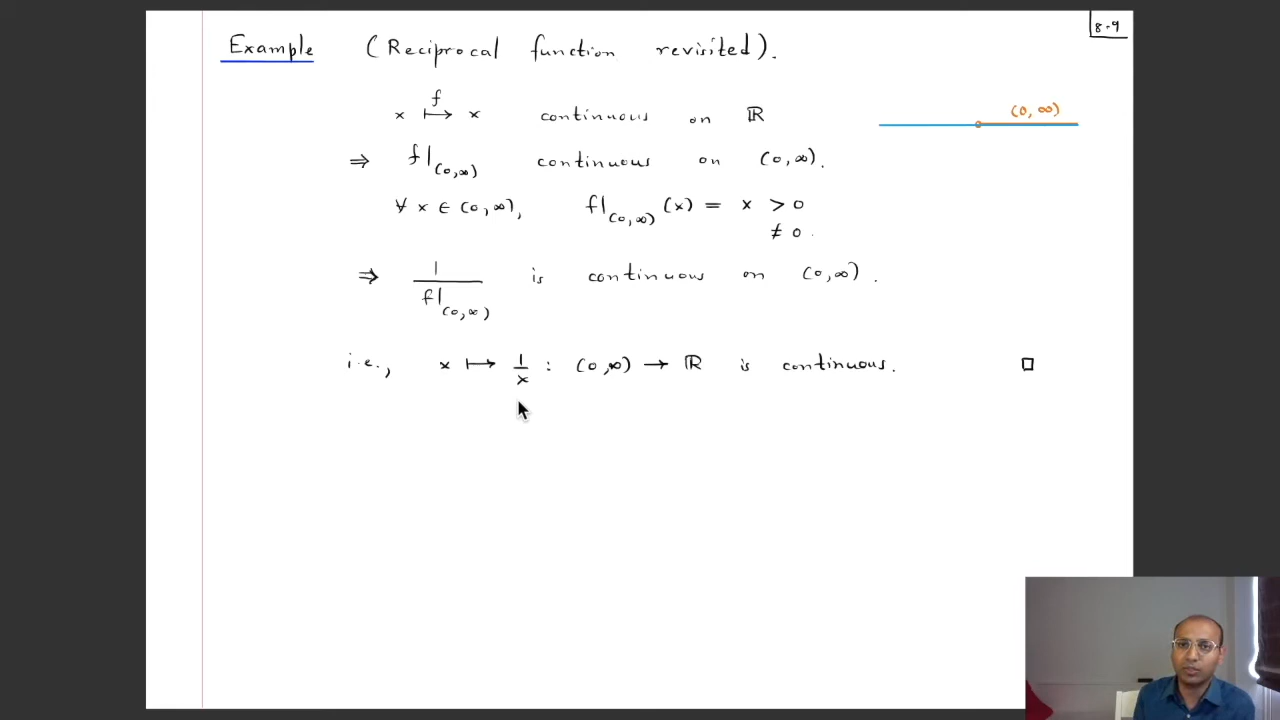 8.9
Example (Reciprocal function revisited).
x f↦ x continuous on ℝ
(0, ∞)
⇒ f|(0,∞) continuous on (0,∞).
∀ x ∈ (0,∞), f|(0,∞) (x) = x > 0
≠ 0.
⇒ 1/f|(0,∞) is continuous on (0,∞).
i.e., x ↦ 1/x : (0,∞) → ℝ is continuous. □